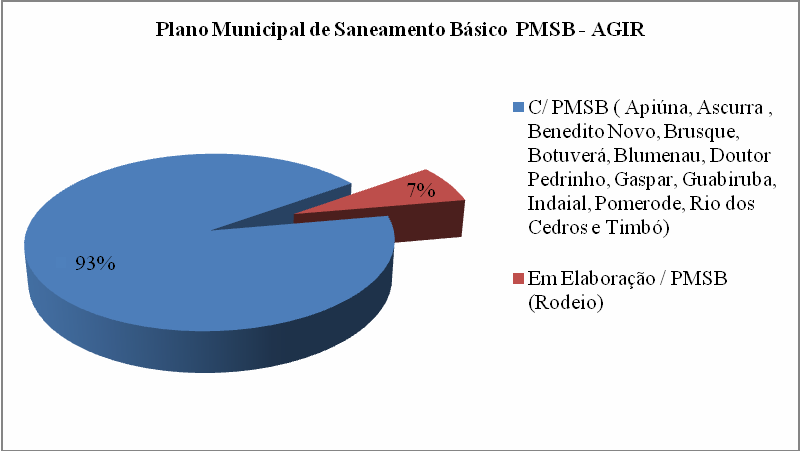 Plano Municipal de Saneamento Básico PMSB - AGIR
C/ PMSB ( Apiúna, Ascurra ,
Benedito Novo, Brusque,
Botuverá, Blumenau, Doutor
Pedrinho, Gaspar, Guabiruba,
Indaial, Pomerode, Rio dos
Cedros e Timbó)
7%
93%
Em Elaboração / PMSB
(Rodeio)